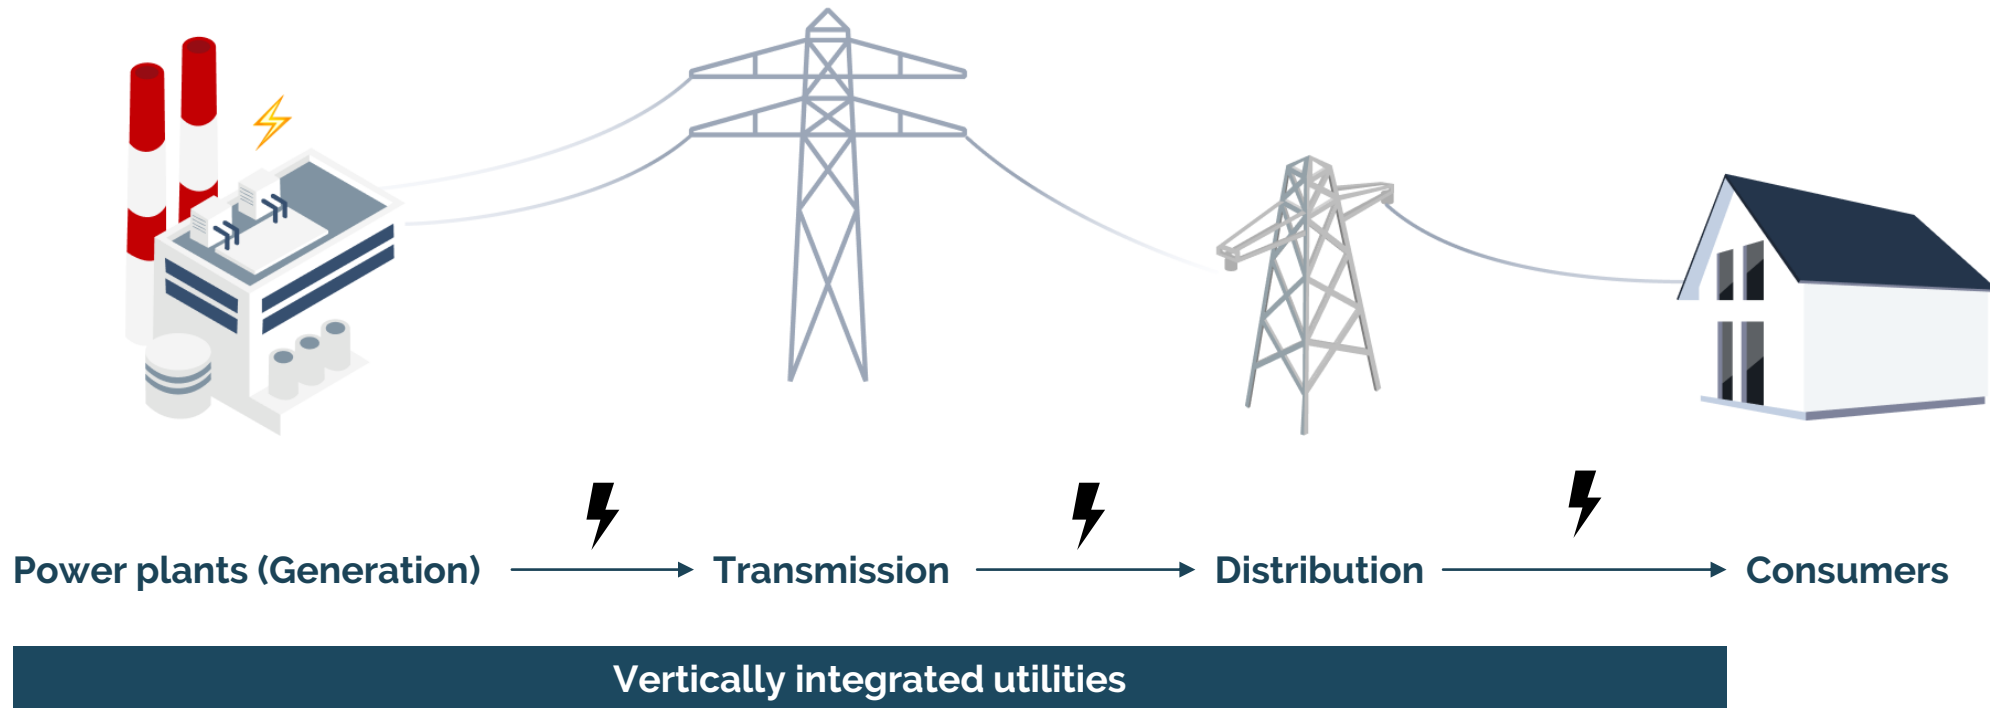 Power plants (Generation)
Transmission
Distribution
Consumers
Vertically integrated utilities